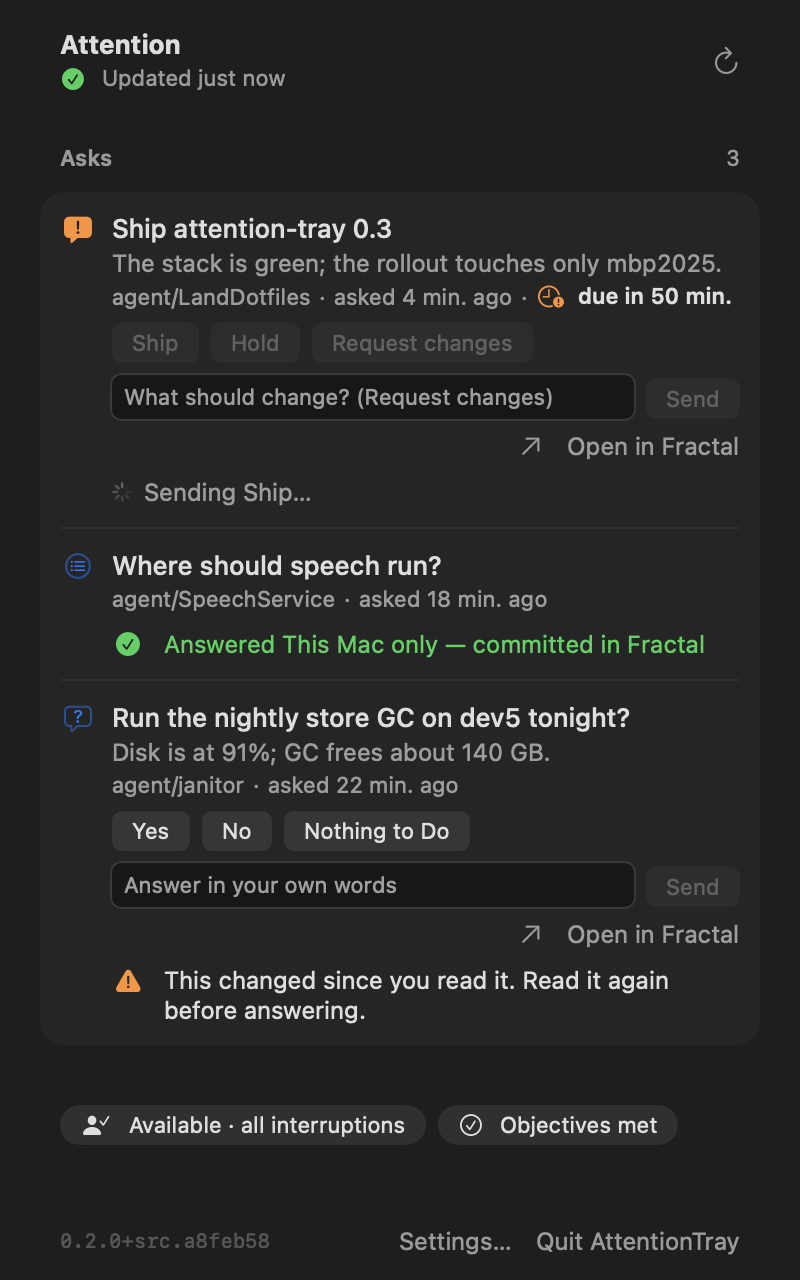 Attention
Updated just now
Asks 3
Ship attention-tray 0.3
The stack is green; the rollout touches only mbp2025.
agent/LandDotfiles · asked 4 min. ago · due in 50 min.
Ship Hold Request changes
What should change? (Request changes) Send
Open in Fractal
Sending Ship…
Where should speech run?
agent/SpeechService · asked 18 min. ago
Answered This Mac only — committed in Fractal
Run the nightly store GC on dev5 tonight?
Disk is at 91%; GC frees about 140 GB.
agent/janitor · asked 22 min. ago
Yes No Nothing to Do
Answer in your own words Send
Open in Fractal
This changed since you read it. Read it again
before answering.
Available · all interruptions Objectives met
0.2.0+src.a8feb58 Settings… Quit AttentionTray